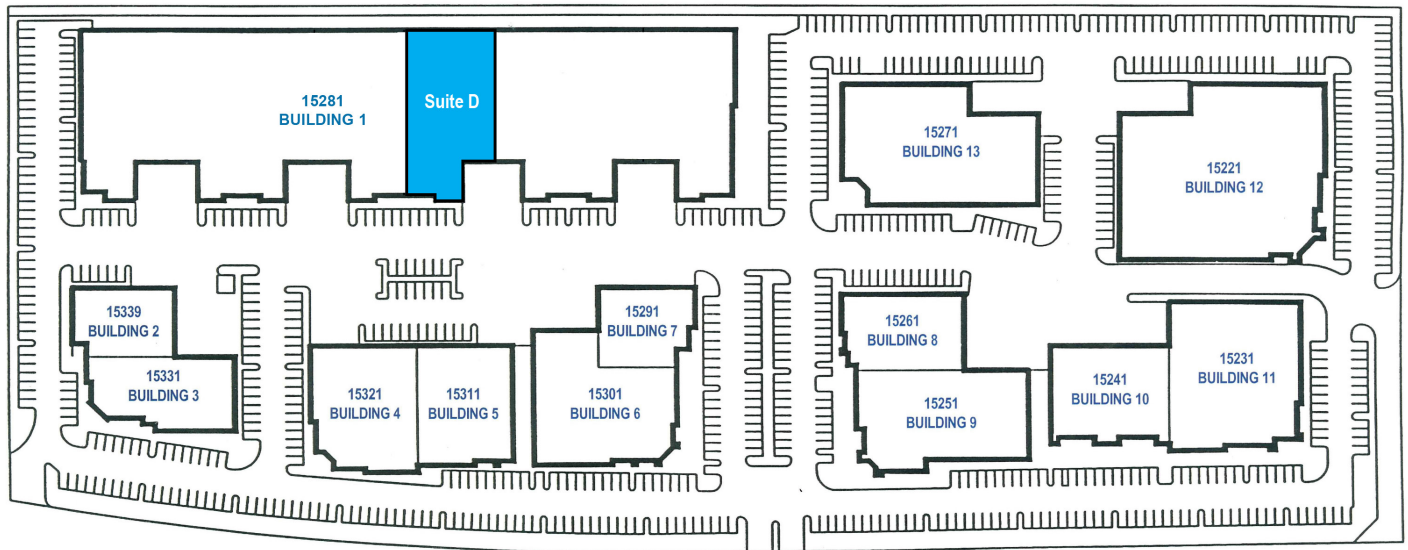 15281
BUILDING 1
Suite D
15271
BUILDING 13
15221
BUILDING 12
15339
BUILDING 2
15331
BUILDING 3
15321
BUILDING 4
15311
BUILDING 5
15301
BUILDING 6
15291
BUILDING 7
15261
BUILDING 8
15251
BUILDING 9
15241
BUILDING 10
15231
BUILDING 11